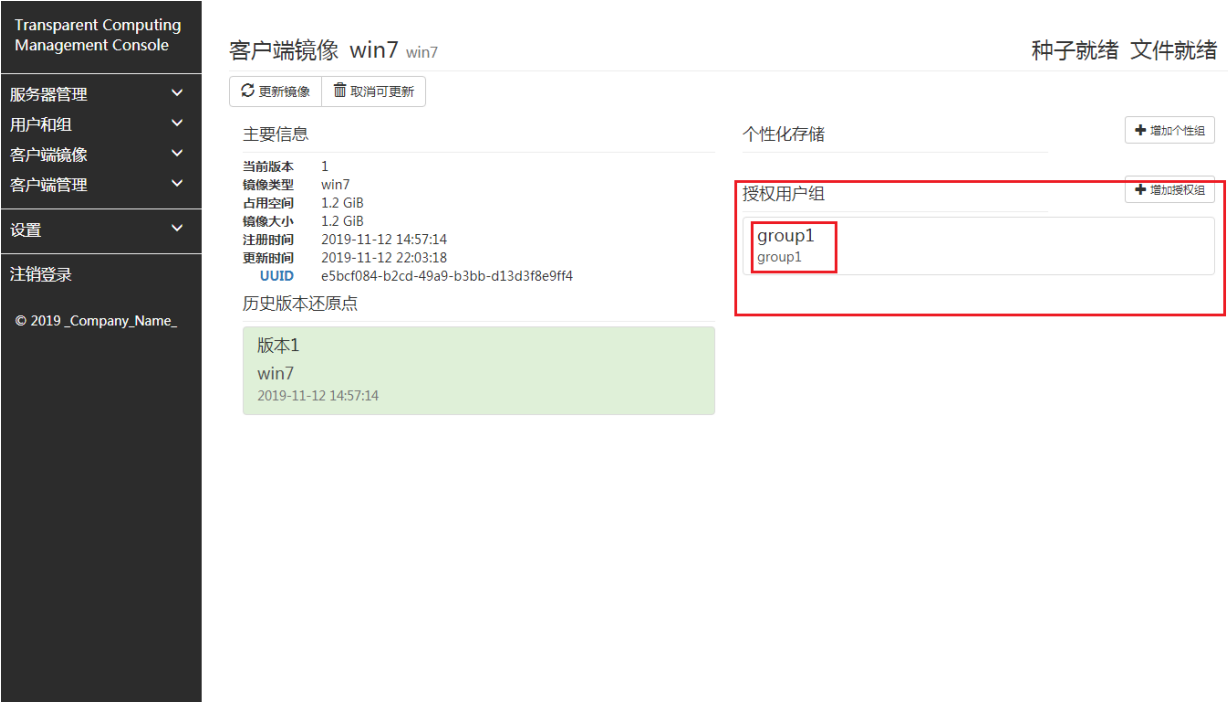 Transparent Computing
Management Console
服务器管理
用户和组
客户端镜像
客户端管理
设置
注销登录
© 2019 _Company_Name_
客户端镜像 win7 win7
种子就绪 文件就绪
更新镜像 取消可更新
主要信息
当前版本 1
镜像类型 win7
占用空间 1.2 GiB
镜像大小 1.2 GiB
注册时间 2019-11-12 14:57:14
更新时间 2019-11-12 22:03:18
UUID e5bcf084-b2cd-49a9-b3bb-d13d3f8e9ff4
历史版本还原点
版本1
win7
2019-11-12 14:57:14
个性化存储
增加个性组
授权用户组
增加授权组
group1
group1